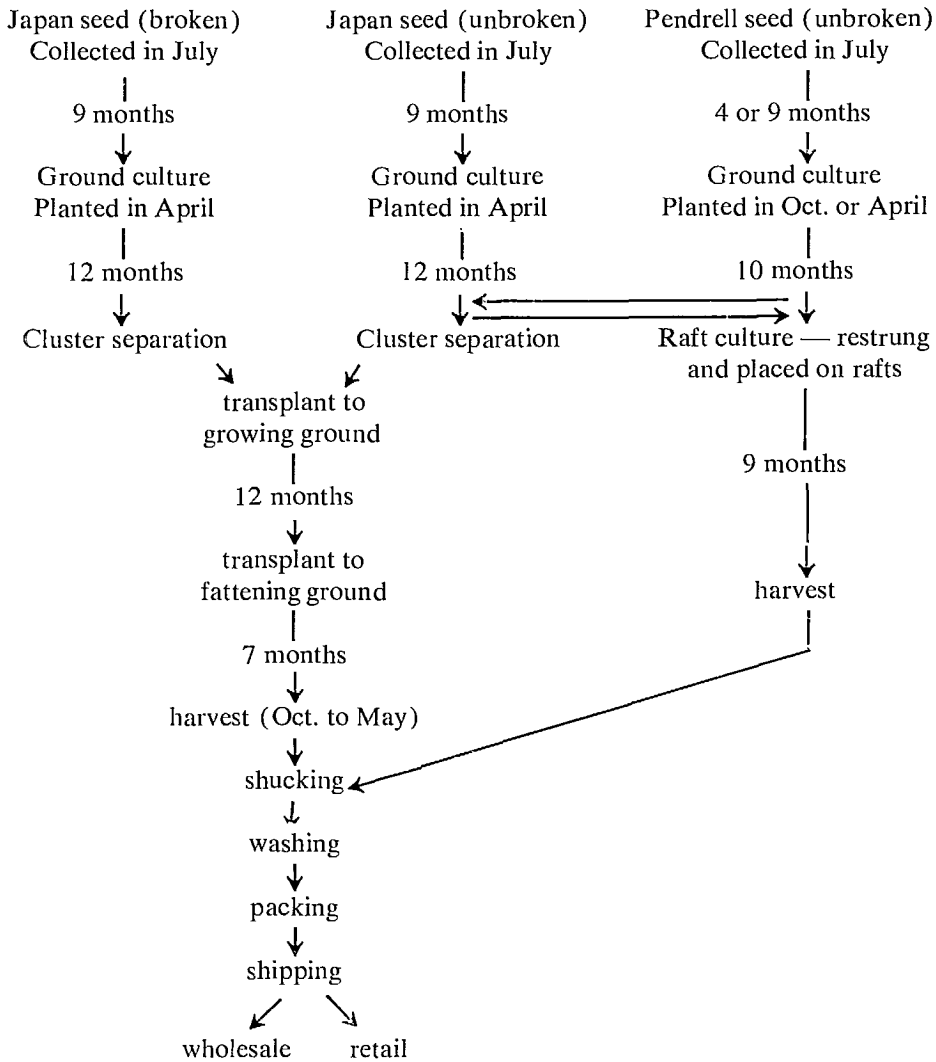 Japan seed (broken)
Collected in July
Japan seed (unbroken)
Collected in July
Pendrell seed (unbroken)
Collected in July
9 months
9 months
4 or 9 months
Ground culture
Planted in April
Ground culture
Planted in April
Ground culture
Planted in Oct. or April
12 months
12 months
10 months
Cluster separation
Cluster separation
Raft culture — restrung
and placed on rafts
transplant to
growing ground
9 months
12 months
transplant to
fattening ground
harvest
7 months
harvest (Oct. to May)
shucking
washing
packing
shipping
wholesale
retail